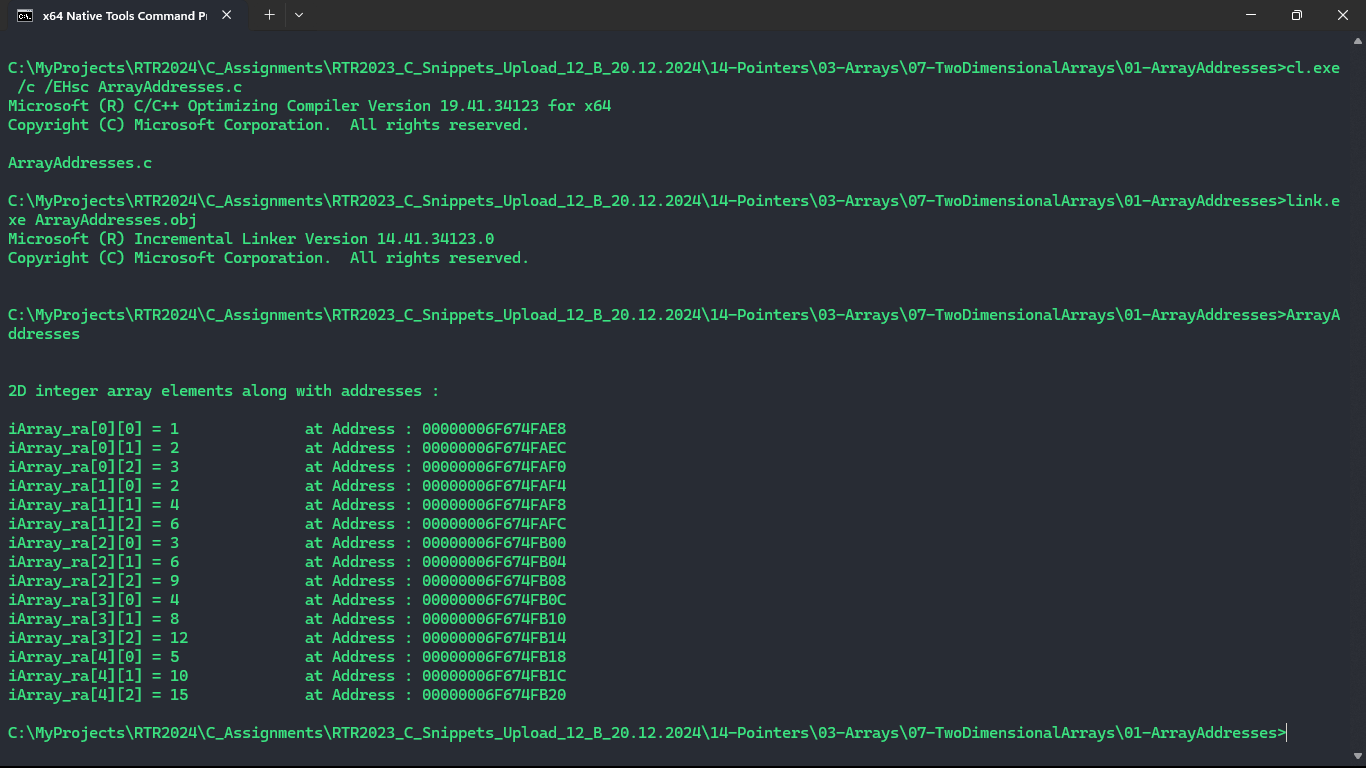 x64 Native Tools Command P
C:\MyProjects\RTR2024\C_Assignments\RTR2023_C_Snippets_Upload_12_B_20.12.2024\14-Pointers\03-Arrays\07-TwoDimensionalArrays\01-ArrayAddresses>cl.exe
 /c /EHsc ArrayAddresses.c
Microsoft (R) C/C++ Optimizing Compiler Version 19.41.34123 for x64
Copyright (C) Microsoft Corporation.  All rights reserved.
ArrayAddresses.c
C:\MyProjects\RTR2024\C_Assignments\RTR2023_C_Snippets_Upload_12_B_20.12.2024\14-Pointers\03-Arrays\07-TwoDimensionalArrays\01-ArrayAddresses>link.e
xe ArrayAddresses.obj
Microsoft (R) Incremental Linker Version 14.41.34123.0
Copyright (C) Microsoft Corporation.  All rights reserved.
C:\MyProjects\RTR2024\C_Assignments\RTR2023_C_Snippets_Upload_12_B_20.12.2024\14-Pointers\03-Arrays\07-TwoDimensionalArrays\01-ArrayAddresses>ArrayA
ddresses
2D integer array elements along with addresses :
iArray_ra[0][0] = 1              at Address : 00000006F674FAE8
iArray_ra[0][1] = 2              at Address : 00000006F674FAEC
iArray_ra[0][2] = 3              at Address : 00000006F674FAF0
iArray_ra[1][0] = 2              at Address : 00000006F674FAF4
iArray_ra[1][1] = 4              at Address : 00000006F674FAF8
iArray_ra[1][2] = 6              at Address : 00000006F674FAFC
iArray_ra[2][0] = 3              at Address : 00000006F674FB00
iArray_ra[2][1] = 6              at Address : 00000006F674FB04
iArray_ra[2][2] = 9              at Address : 00000006F674FB08
iArray_ra[3][0] = 4              at Address : 00000006F674FB0C
iArray_ra[3][1] = 8              at Address : 00000006F674FB10
iArray_ra[3][2] = 12             at Address : 00000006F674FB14
iArray_ra[4][0] = 5              at Address : 00000006F674FB18
iArray_ra[4][1] = 10             at Address : 00000006F674FB1C
iArray_ra[4][2] = 15             at Address : 00000006F674FB20
C:\MyProjects\RTR2024\C_Assignments\RTR2023_C_Snippets_Upload_12_B_20.12.2024\14-Pointers\03-Arrays\07-TwoDimensionalArrays\01-ArrayAddresses>